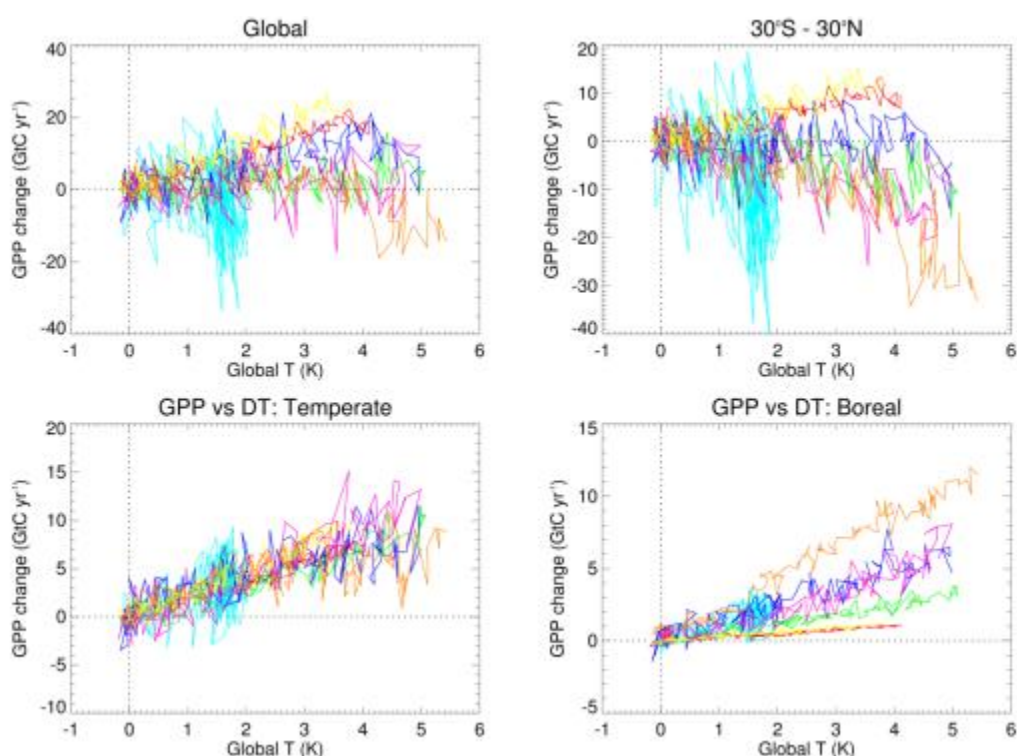 Global
GPP change (GtC yr⁻¹)
40
20
0
-20
-40
-1 0 1 2 3 4 5 6
Global T (K)
30°S - 30°N
GPP change (GtC yr⁻¹)
20
10
0
-10
-20
-30
-40
-1 0 1 2 3 4 5 6
Global T (K)
GPP vs DT: Temperate
GPP change (GtC yr⁻¹)
20
15
10
5
0
-5
-10
-1 0 1 2 3 4 5 6
Global T (K)
GPP vs DT: Boreal
GPP change (GtC yr⁻¹)
15
10
5
0
-5
-1 0 1 2 3 4 5 6
Global T (K)